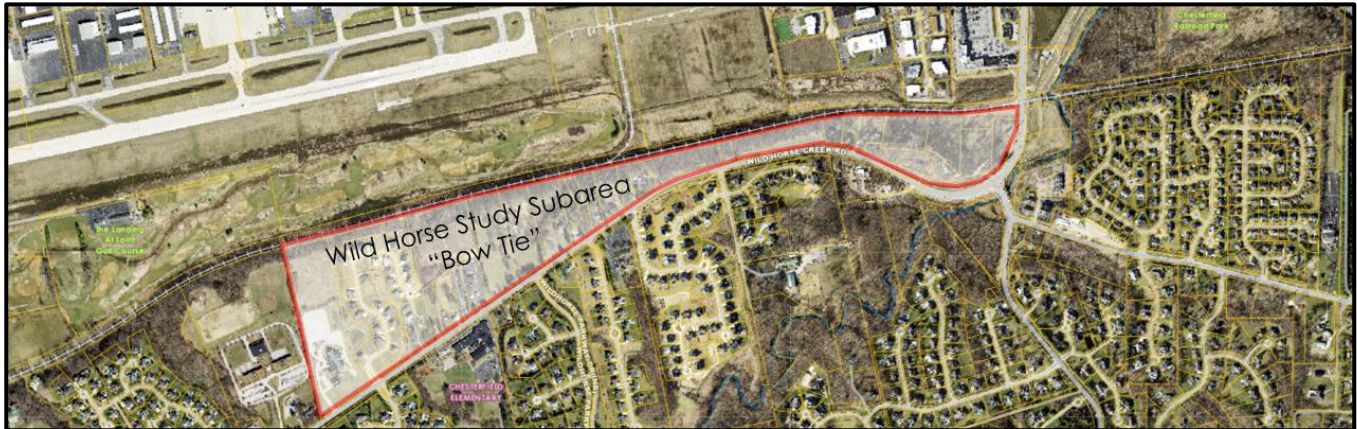 Chesterfield
Railroad Park
WILD HORSE CREEK RD
Wild Horse Study Subarea
"Bow Tie"
The Landing
At Spirit
Golf Course
CHESTERFIELD
ELEMENTARY